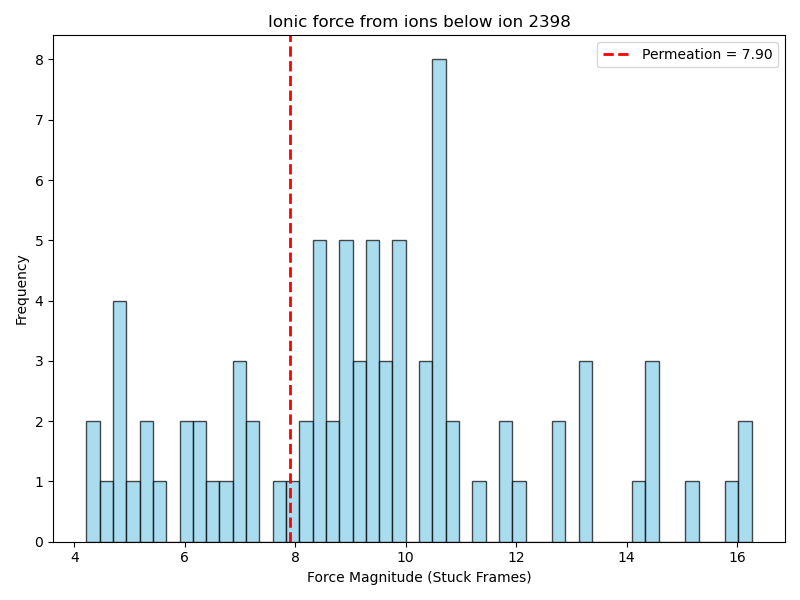 Ionic force from ions below ion 2398
Permeation = 7.90
8
7
6
5
4
3
2
1
0
Frequency
4 6 8 10 12 14 16
Force Magnitude (Stuck Frames)